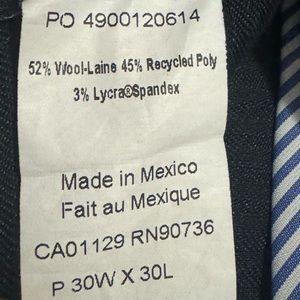 PO 4900120614
52% Wool-Laine 45% Recycled Poly
3% Lycra®Spandex
Made in Mexico
Fait au Mexique
CA01129 RN90736
P 30W X 30L